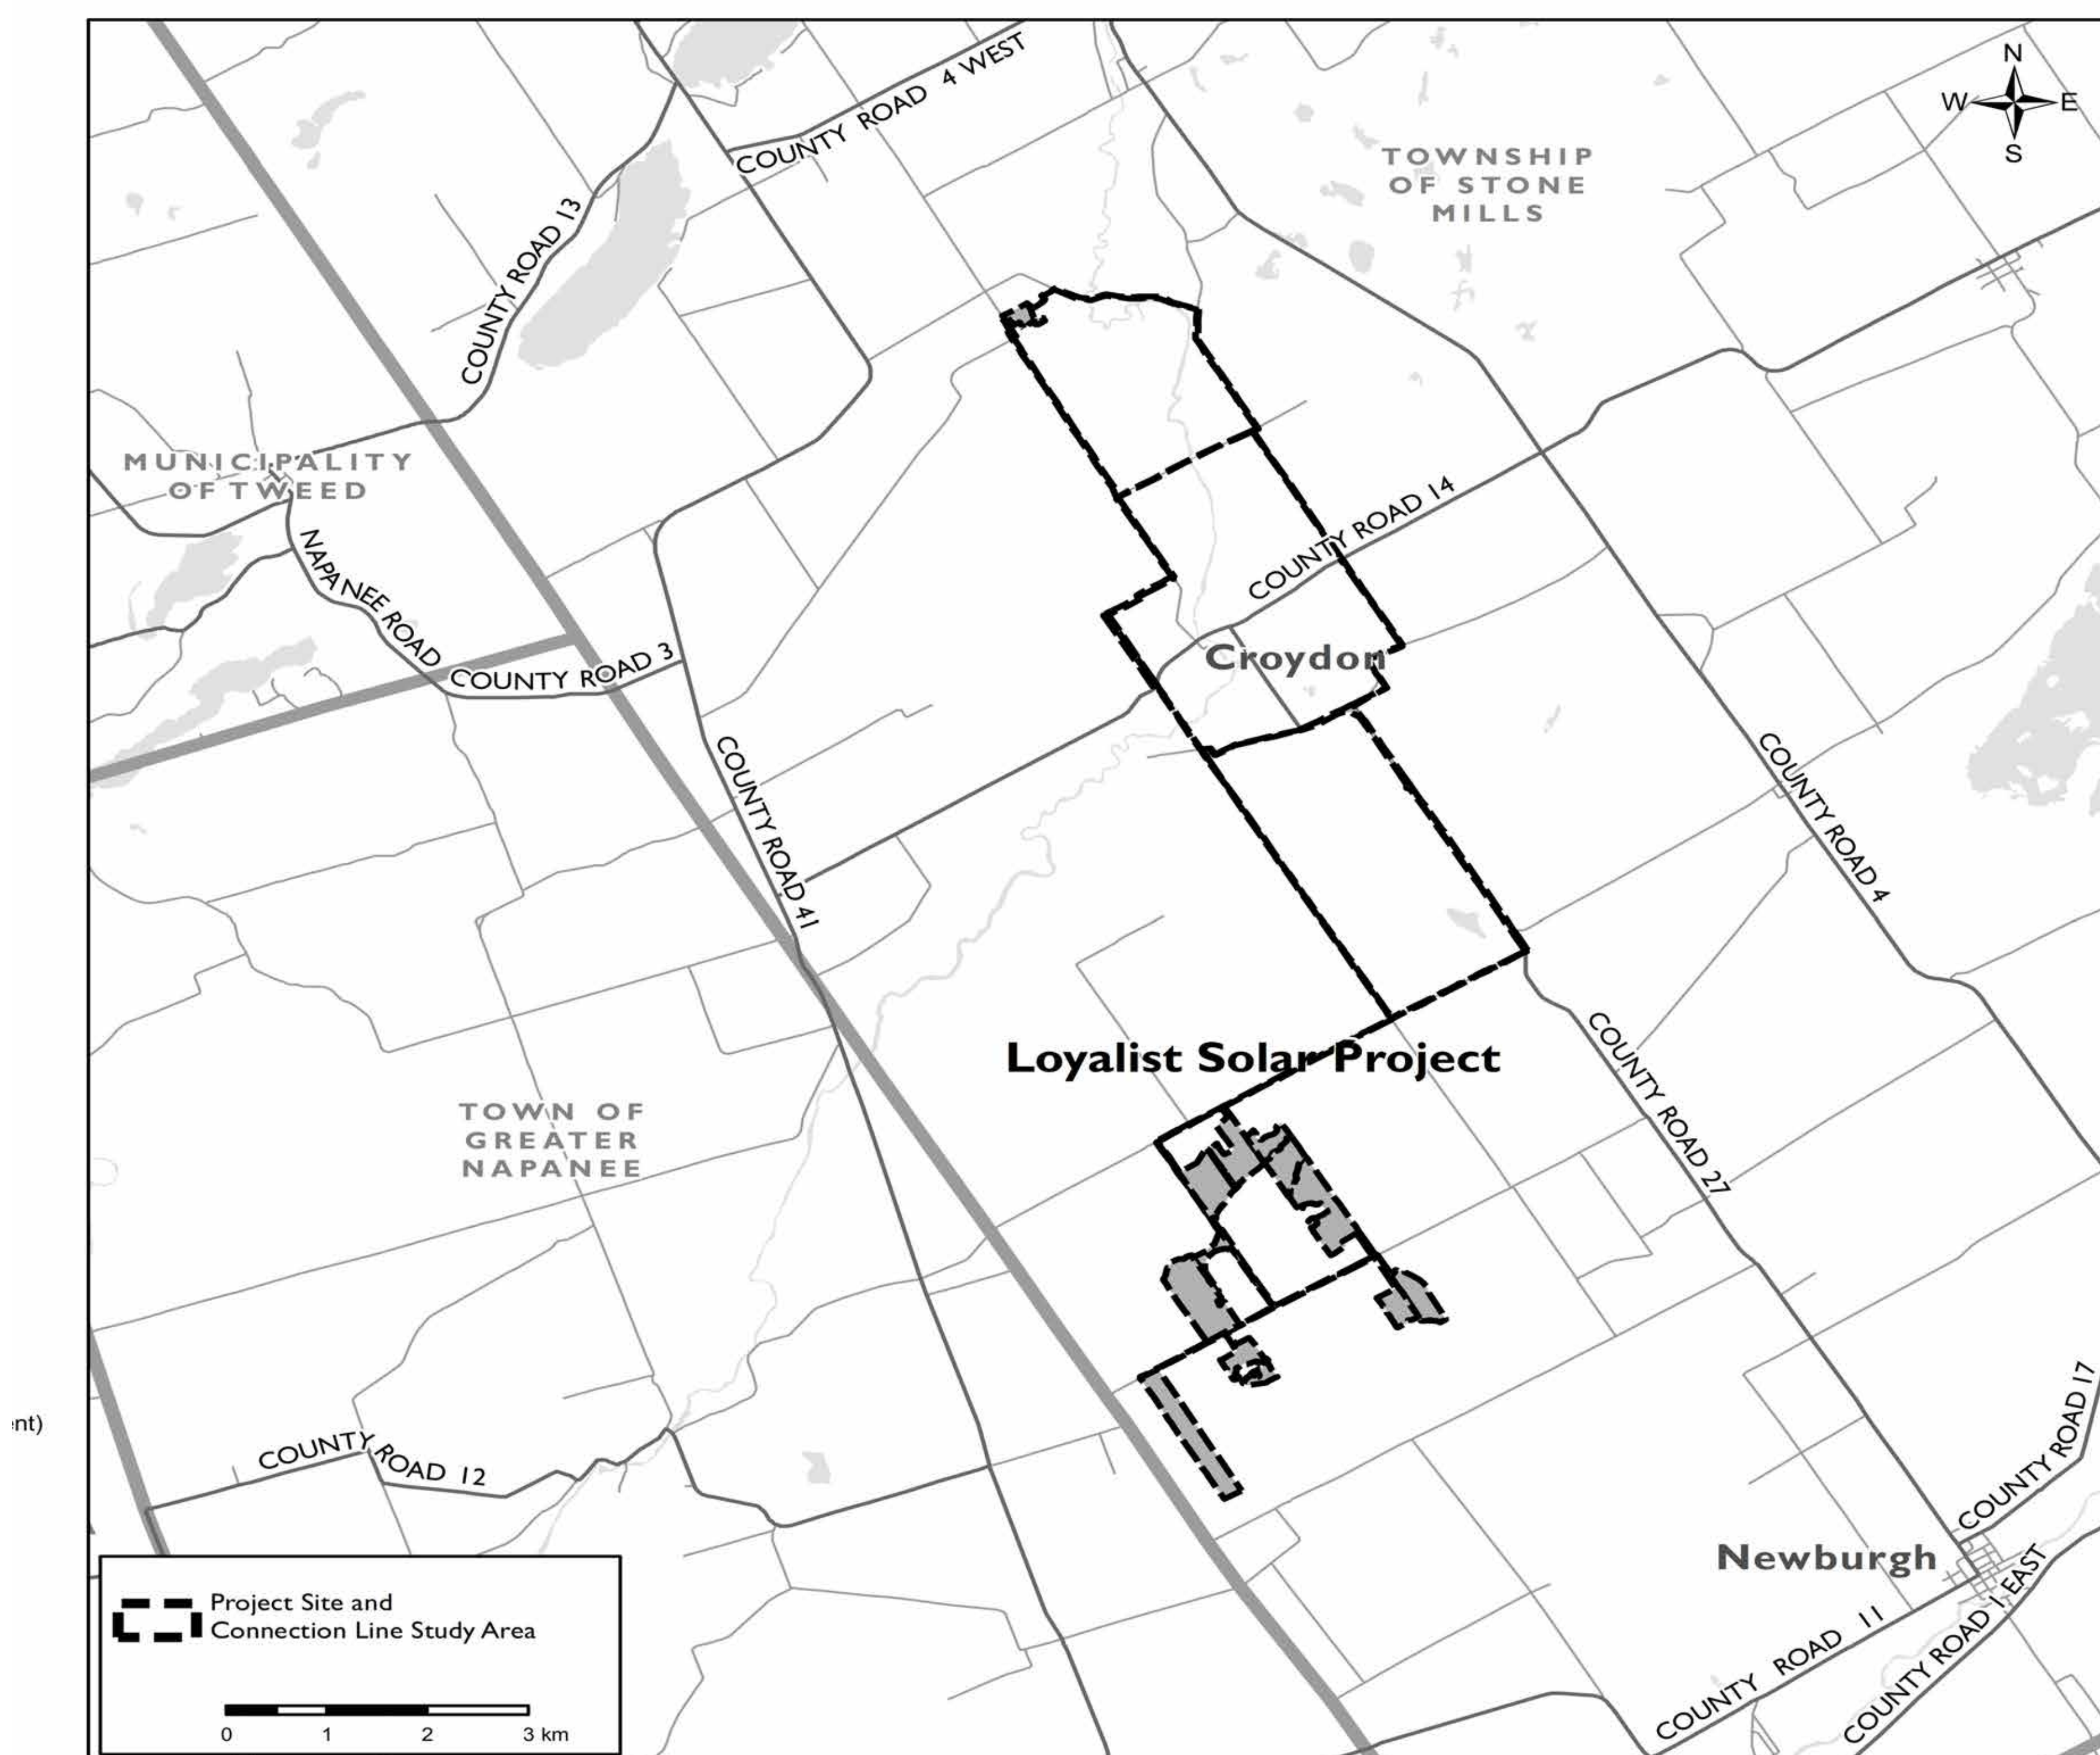 COUNTY ROAD 4 WEST
N
W E
S
TOWNSHIP
OF STONE
MILLS
COUNTY ROAD 13
MUNICIPALITY
OF TWEED
COUNTY ROAD 14
NAPANEE ROAD
COUNTY ROAD 3
Croydon
COUNTY ROAD 41
COUNTY ROAD 4
Loyalist Solar Project
COUNTY ROAD 27
TOWN OF
GREATER
NAPANEE
COUNTY ROAD 17
nt)
COUNTY ROAD 12
Newburgh
COUNTY ROAD 1 EAST
COUNTY ROAD 11
Project Site and
Connection Line Study Area
0 1 2 3 km